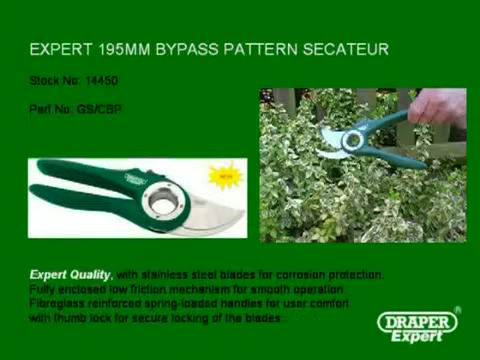 EXPERT 195MM BYPASS PATTERN SECATEUR
Stock No: 14450
Part No: GS/CBP
Expert Quality, with stainless steel blades for corrosion protection.
Fully enclosed low friction mechanism for smooth operation
Fibreglass reinforced spring-loaded handles for user comfort
with thumb lock for secure locking of the blades
DRAPER®
Expert